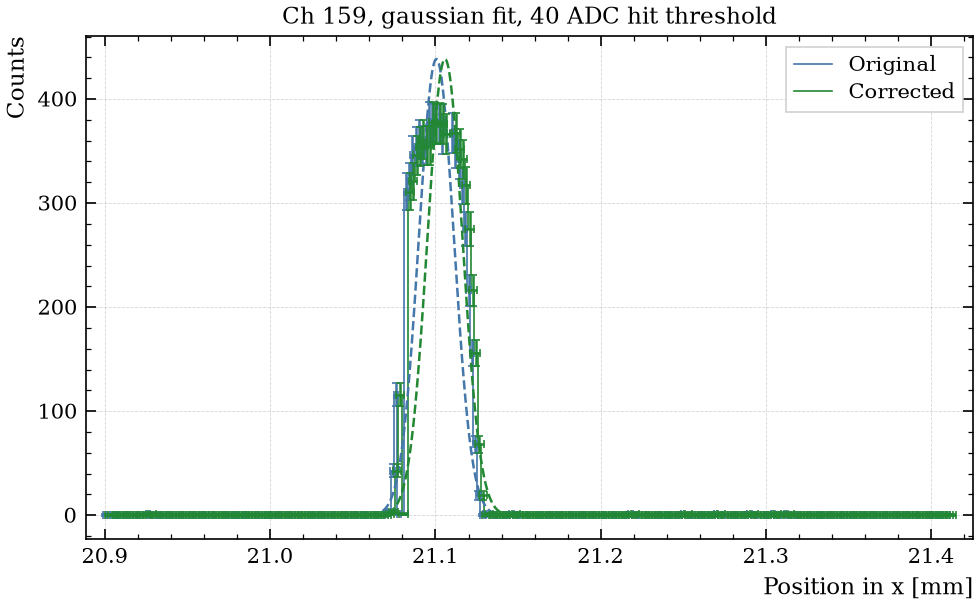 Ch 159, gaussian fit, 40 ADC hit threshold
Counts
Original
Corrected
400
300
200
100
0
20.9 21.0 21.1 21.2 21.3 21.4
Position in x [mm]